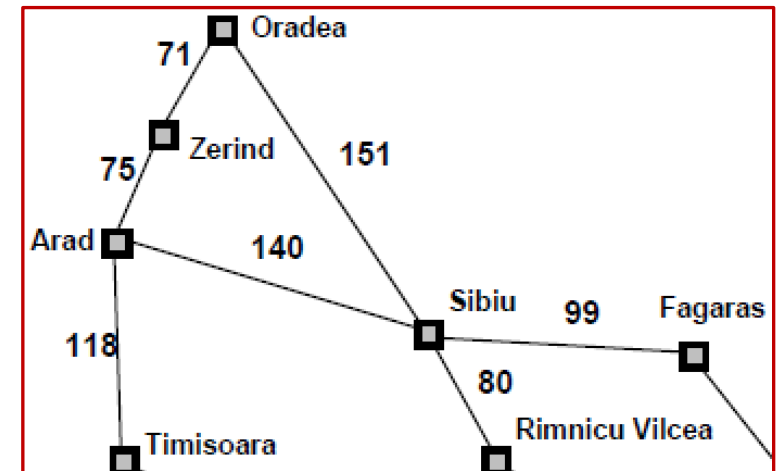 Oradea
71
Zerind
151
75
Arad
140
Sibiu
99
Fagaras
118
80
Rimnicu Vilcea
Timisoara